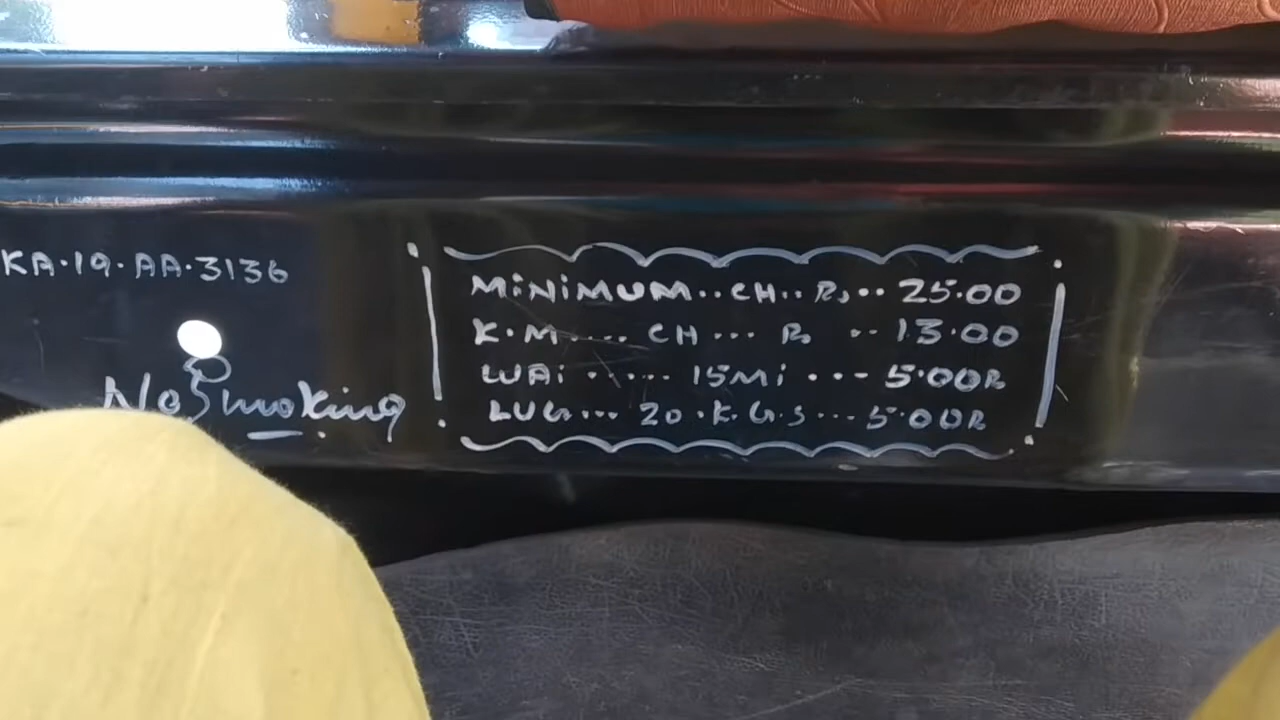 KA·19·AA·3136
No Smoking
MiNiMUM..CH..Rs.. 25.00
K.M.... CH ... Rs .. 13.00
WAi ...... 15Mi ... 5.00R
LUG... 20.K.G.S... 5.00R